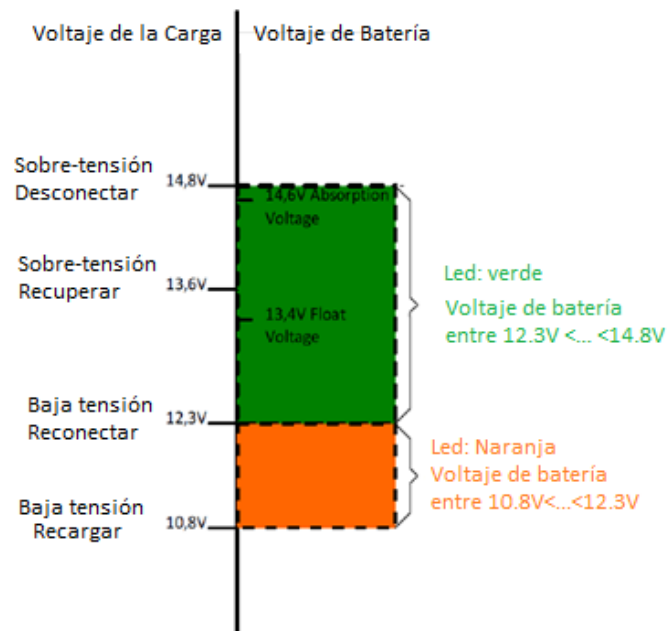 Voltaje de la Carga
Voltaje de Batería
Sobre-tensión
Desconectar
14,8V
14,6V Absorption
Voltage
Sobre-tensión
Recuperar
13,6V
Led: verde
Voltaje de batería
entre 12.3V <... <14.8V
13,4V Float
Voltage
Baja tensión
Reconectar
12,3V
Led: Naranja
Voltaje de batería
entre 10.8V<...<12.3V
Baja tensión
Recargar
10,8V